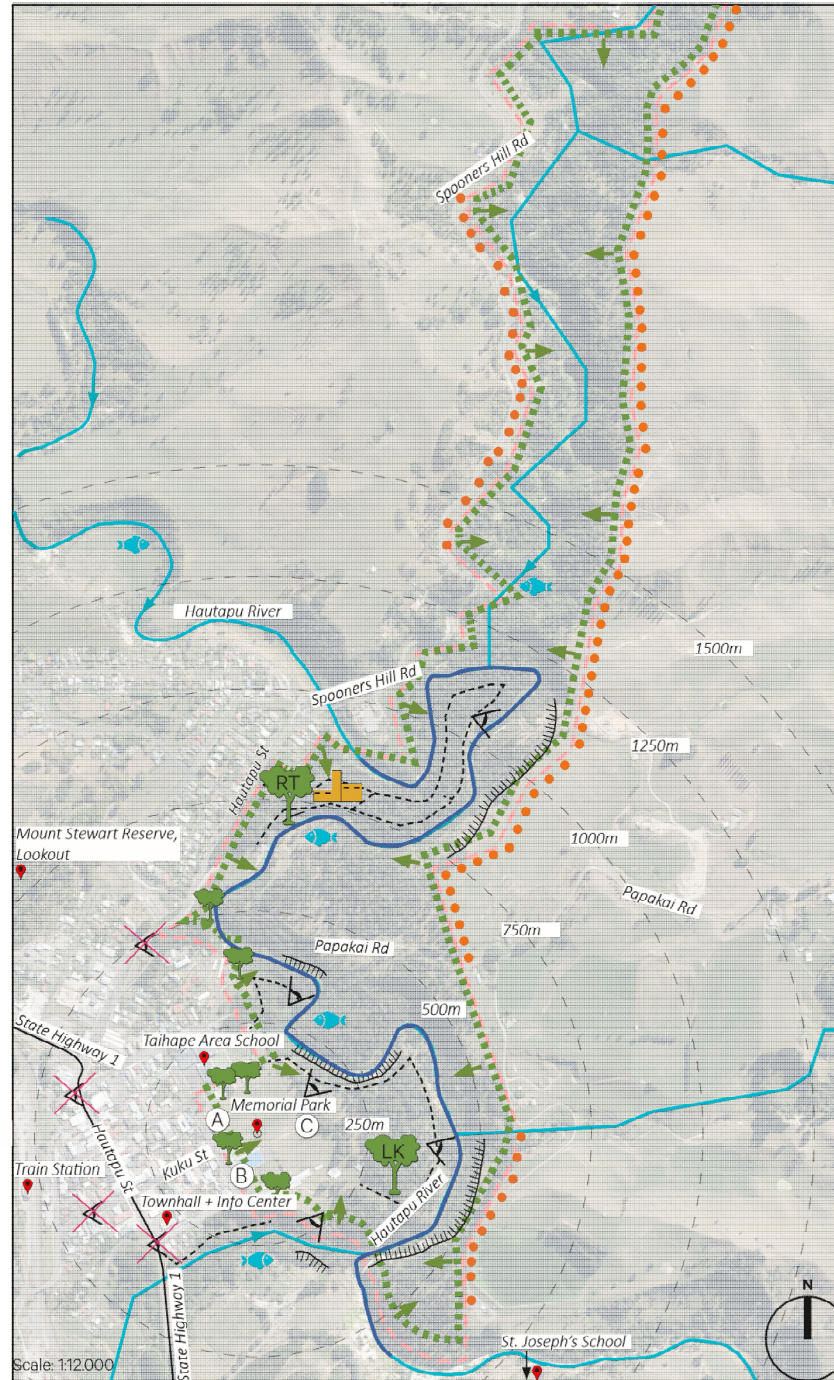 Spooners Hill Rd
Hautapu River
1500m
Spooners Hill Rd
1250m
Hautapu St
RT
Mount Stewart Reserve,
Lookout
1000m
Papakai Rd
750m
Papakai Rd
500m
State Highway 1
Taihape Area School
Memorial Park
A
C
250m
Hautapu St
Kuku St
LK
B
Train Station
Townhall + Info Center
Hautapu River
State Highway 1
N
St. Joseph's School
Scale: 1:12.000